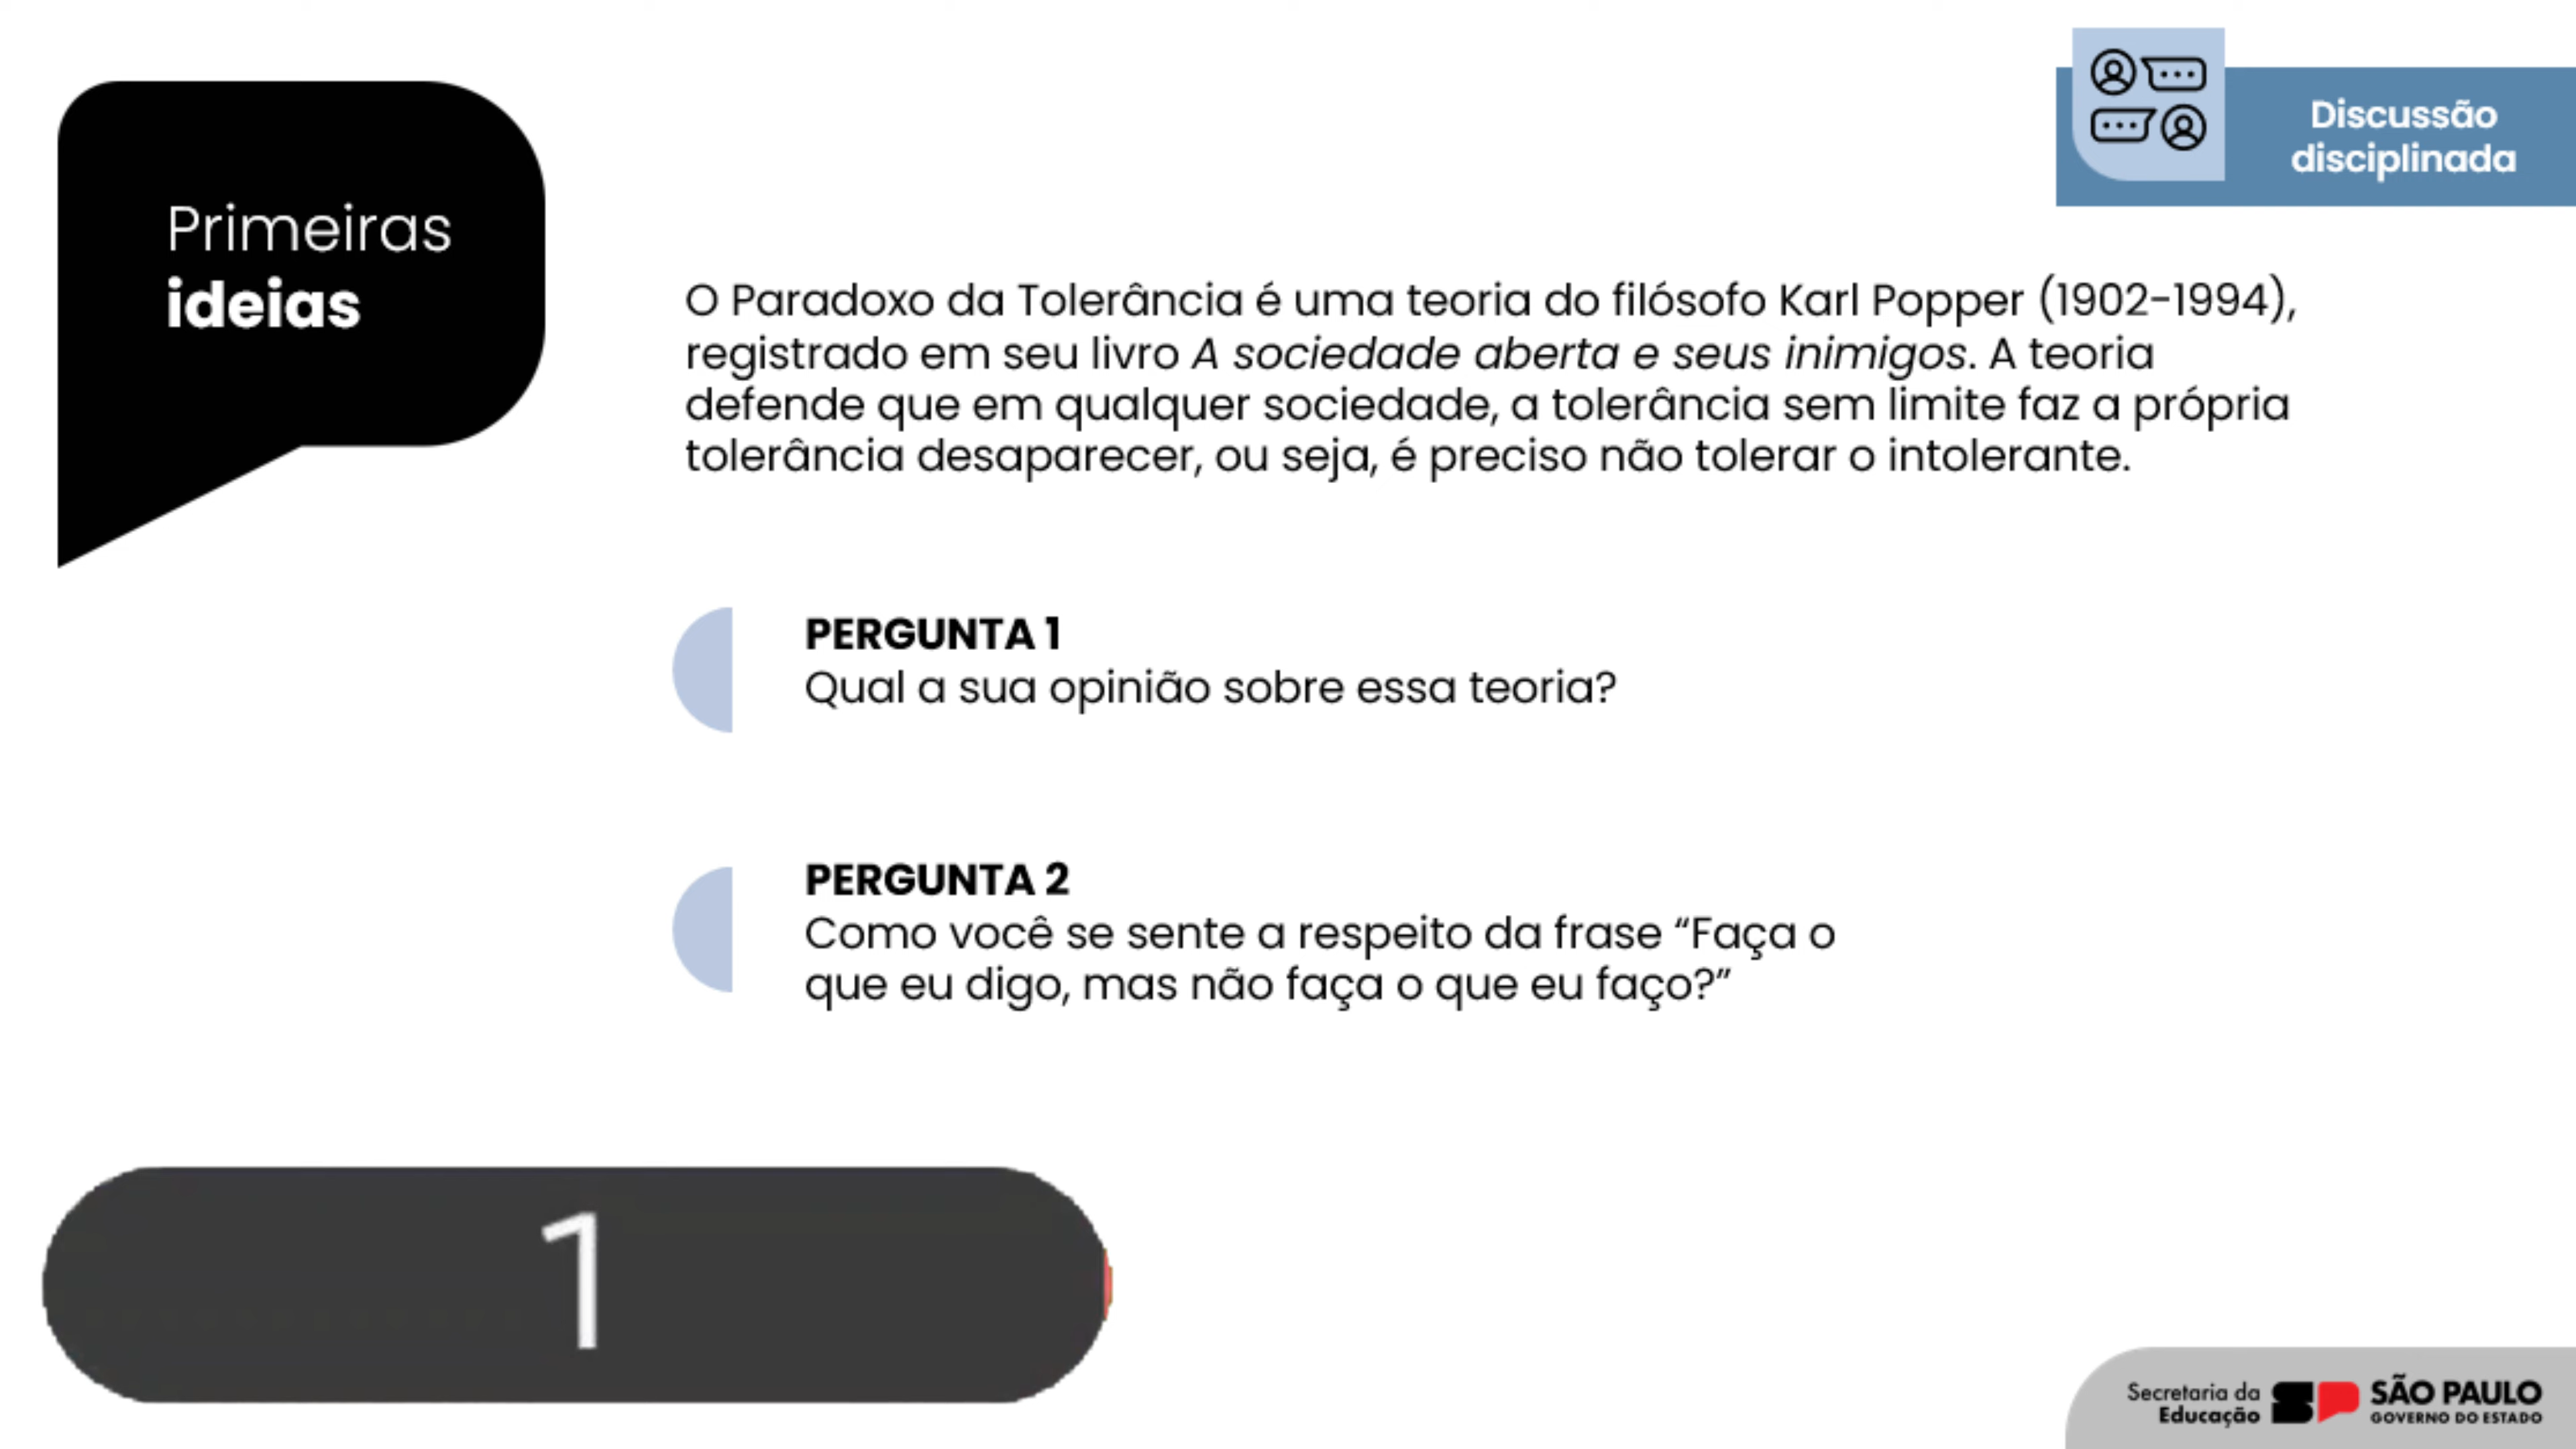 Discussão
disciplinada
Primeiras
ideias
O Paradoxo da Tolerância é uma teoria do filósofo Karl Popper (1902-1994),
registrado em seu livro A sociedade aberta e seus inimigos. A teoria
defende que em qualquer sociedade, a tolerância sem limite faz a própria
tolerância desaparecer, ou seja, é preciso não tolerar o intolerante.
PERGUNTA 1
Qual a sua opinião sobre essa teoria?
PERGUNTA 2
Como você se sente a respeito da frase “Faça o
que eu digo, mas não faça o que eu faço?”
1
Secretaria da
Educação
SP
SÃO PAULO
GOVERNO DO ESTADO